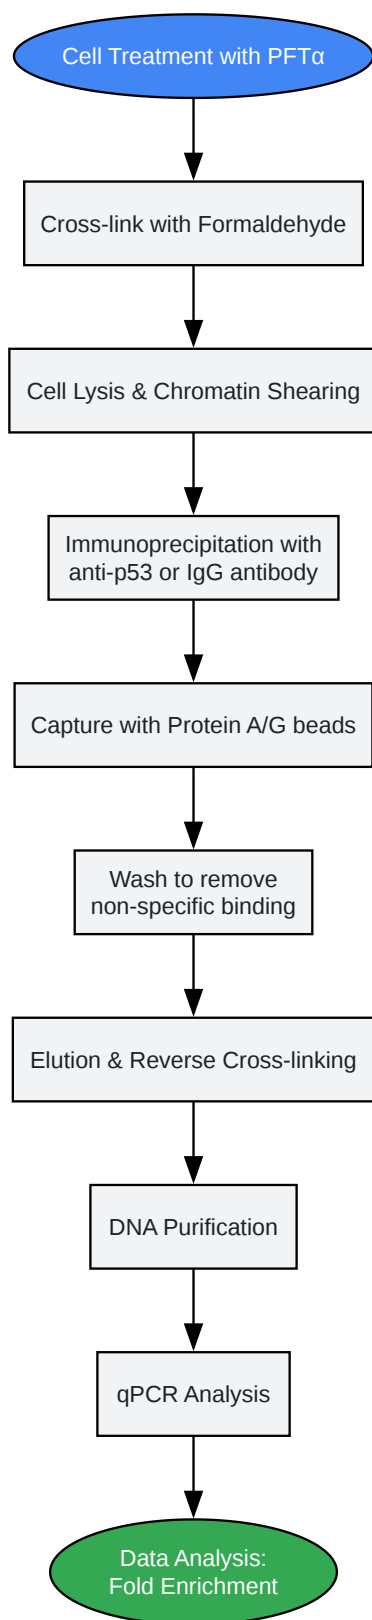 Cell Treatment with PFTα
Cross-link with Formaldehyde
Cell Lysis & Chromatin Shearing
Immunoprecipitation with
anti-p53 or IgG antibody
Capture with Protein A/G beads
Wash to remove
non-specific binding
Elution & Reverse Cross-linking
DNA Purification
qPCR Analysis
Data Analysis:
Fold Enrichment